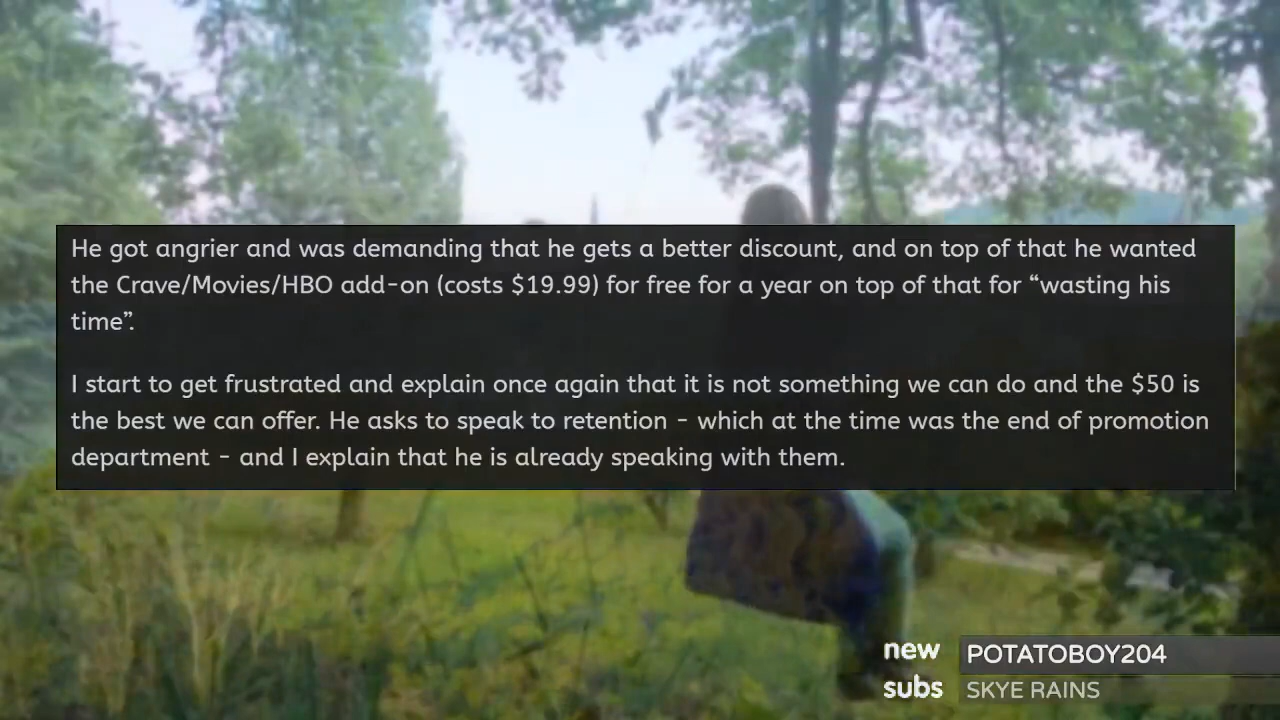 He got angrier and was demanding that he gets a better discount, and on top of that he wanted
the Crave/Movies/HBO add-on (costs $19.99) for free for a year on top of that for “wasting his
time”.
I start to get frustrated and explain once again that it is not something we can do and the $50 is
the best we can offer. He asks to speak to retention - which at the time was the end of promotion
department - and I explain that he is already speaking with them.
new POTATOBOY204
subs SKYE RAINS